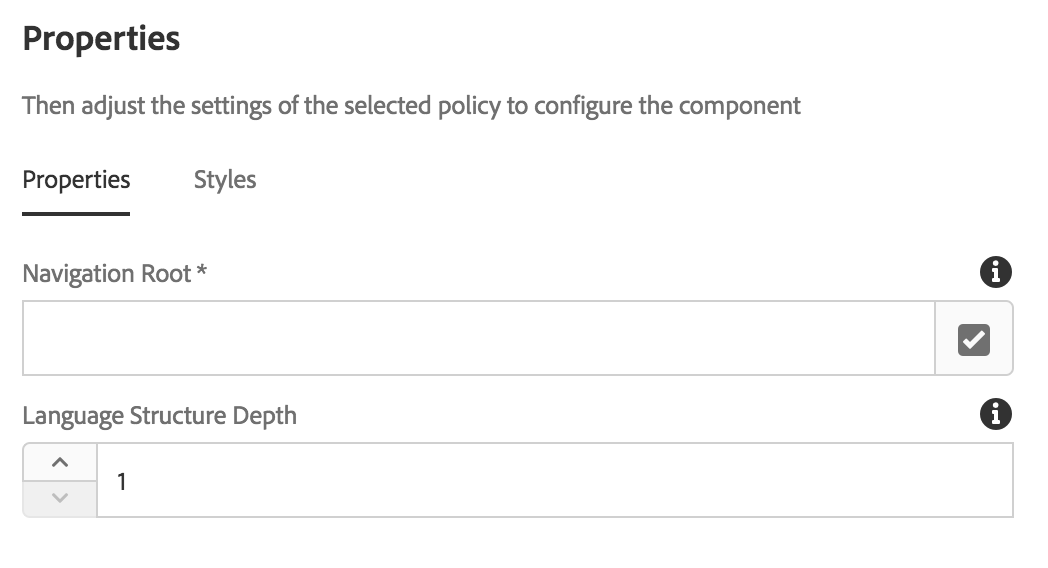 Properties
Then adjust the settings of the selected policy to configure the component
Properties Styles
Navigation Root *
Language Structure Depth
1